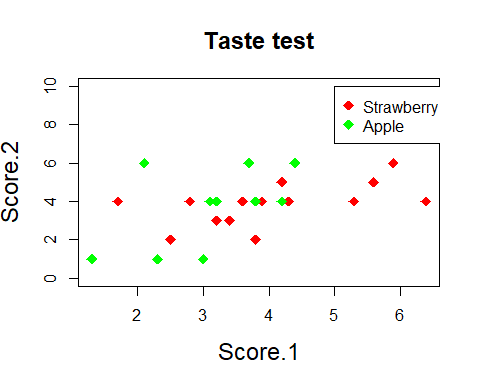 Taste test
Score.2
10
8
6
4
2
0
Strawberry
Apple
2 3 4 5 6
Score.1